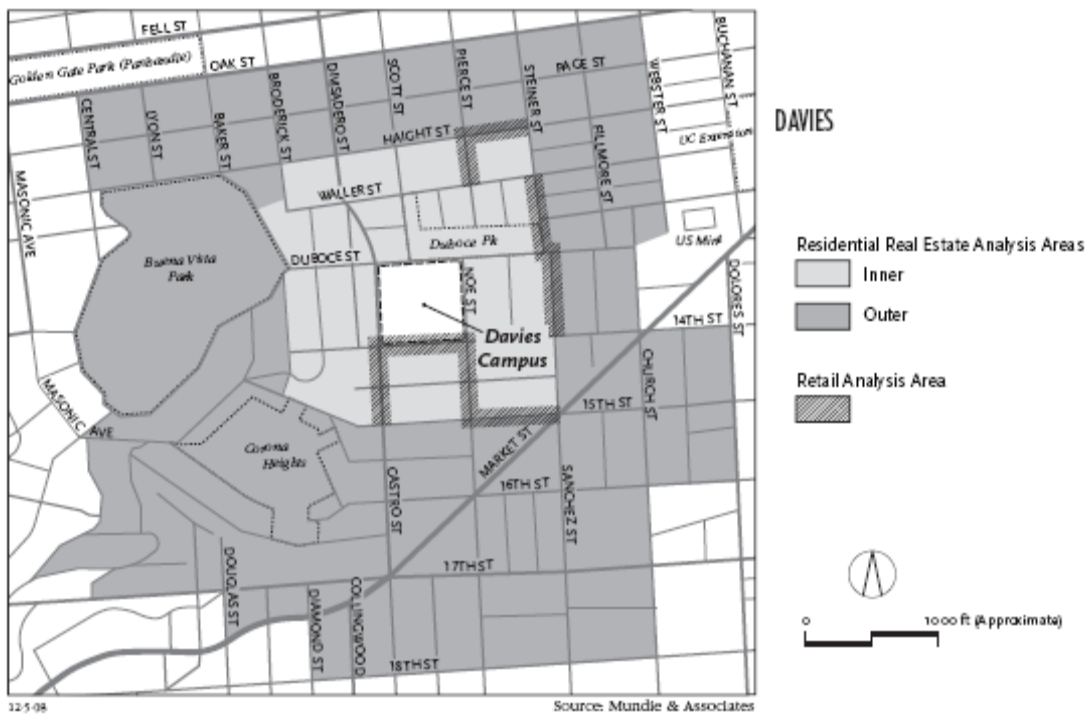 FELL ST
Golden Gate Park (Panhandle)
OAK ST
CENTRAL ST
LYON ST
BAKER ST
BRODERICK ST
DIVISADERO ST
SCOTT ST
PIERCE ST
STEINER ST
PAGE ST
WEBSTER ST
BUCHANAN ST
HAIGHT ST
FILLMORE ST
UC Extension
MASONIC AVE
WALLER ST
Buena Vista
Park
DUBOCE ST
Duboce Pk
US Mint
NOE ST
DOLORES ST
Davies
Campus
14TH ST
CHURCH ST
15TH ST
MASONIC AVE
Corona
Heights
MARKET ST
CASTRO ST
16TH ST
SANCHEZ ST
17TH ST
DOUGLAS ST
DIAMOND ST
COLLINGWOOD
18TH ST
DAVIES
Residential Real Estate Analysis Areas
Inner
Outer
Retail Analysis Area
0
1000 ft (Approximate)
12-5-08
Source: Mundie & Associates